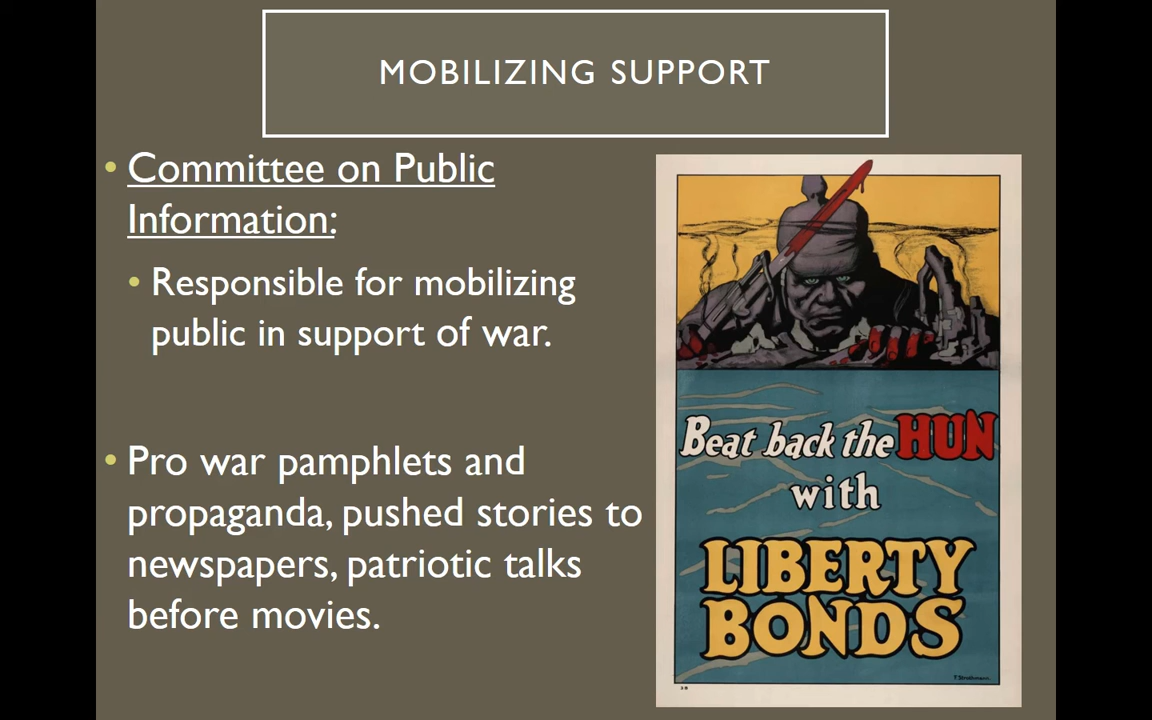 MOBILIZING SUPPORT
• Committee on Public
Information:
• Responsible for mobilizing
public in support of war.
• Pro war pamphlets and
propaganda, pushed stories to
newspapers, patriotic talks
before movies.
Beat back the HUN
with
LIBERTY
BONDS
F. Strothmann